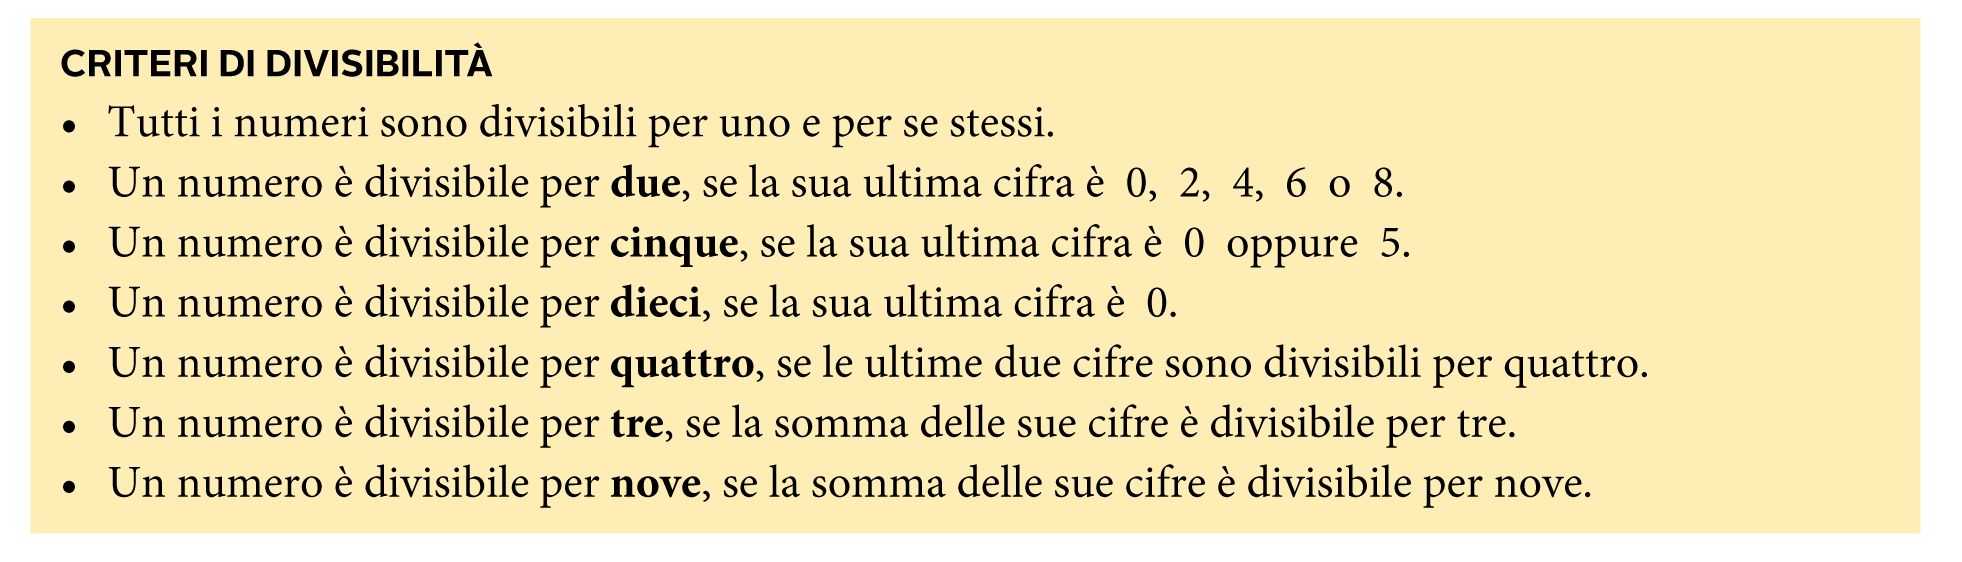 CRITERI DI DIVISIBILITÀ
• Tutti i numeri sono divisibili per uno e per se stessi.
• Un numero è divisibile per due, se la sua ultima cifra è 0, 2, 4, 6 o 8.
• Un numero è divisibile per cinque, se la sua ultima cifra è 0 oppure 5.
• Un numero è divisibile per dieci, se la sua ultima cifra è 0.
• Un numero è divisibile per quattro, se le ultime due cifre sono divisibili per quattro.
• Un numero è divisibile per tre, se la somma delle sue cifre è divisibile per tre.
• Un numero è divisibile per nove, se la somma delle sue cifre è divisibile per nove.